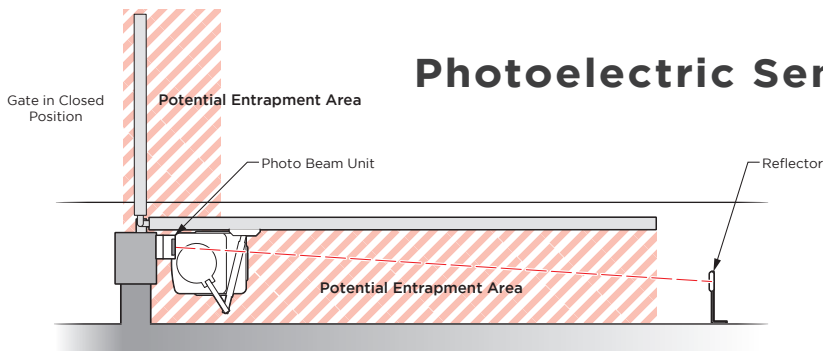 Photoelectric Ser
Gate in Closed
Position
Potential Entrapment Area
Photo Beam Unit
Reflector
Potential Entrapment Area